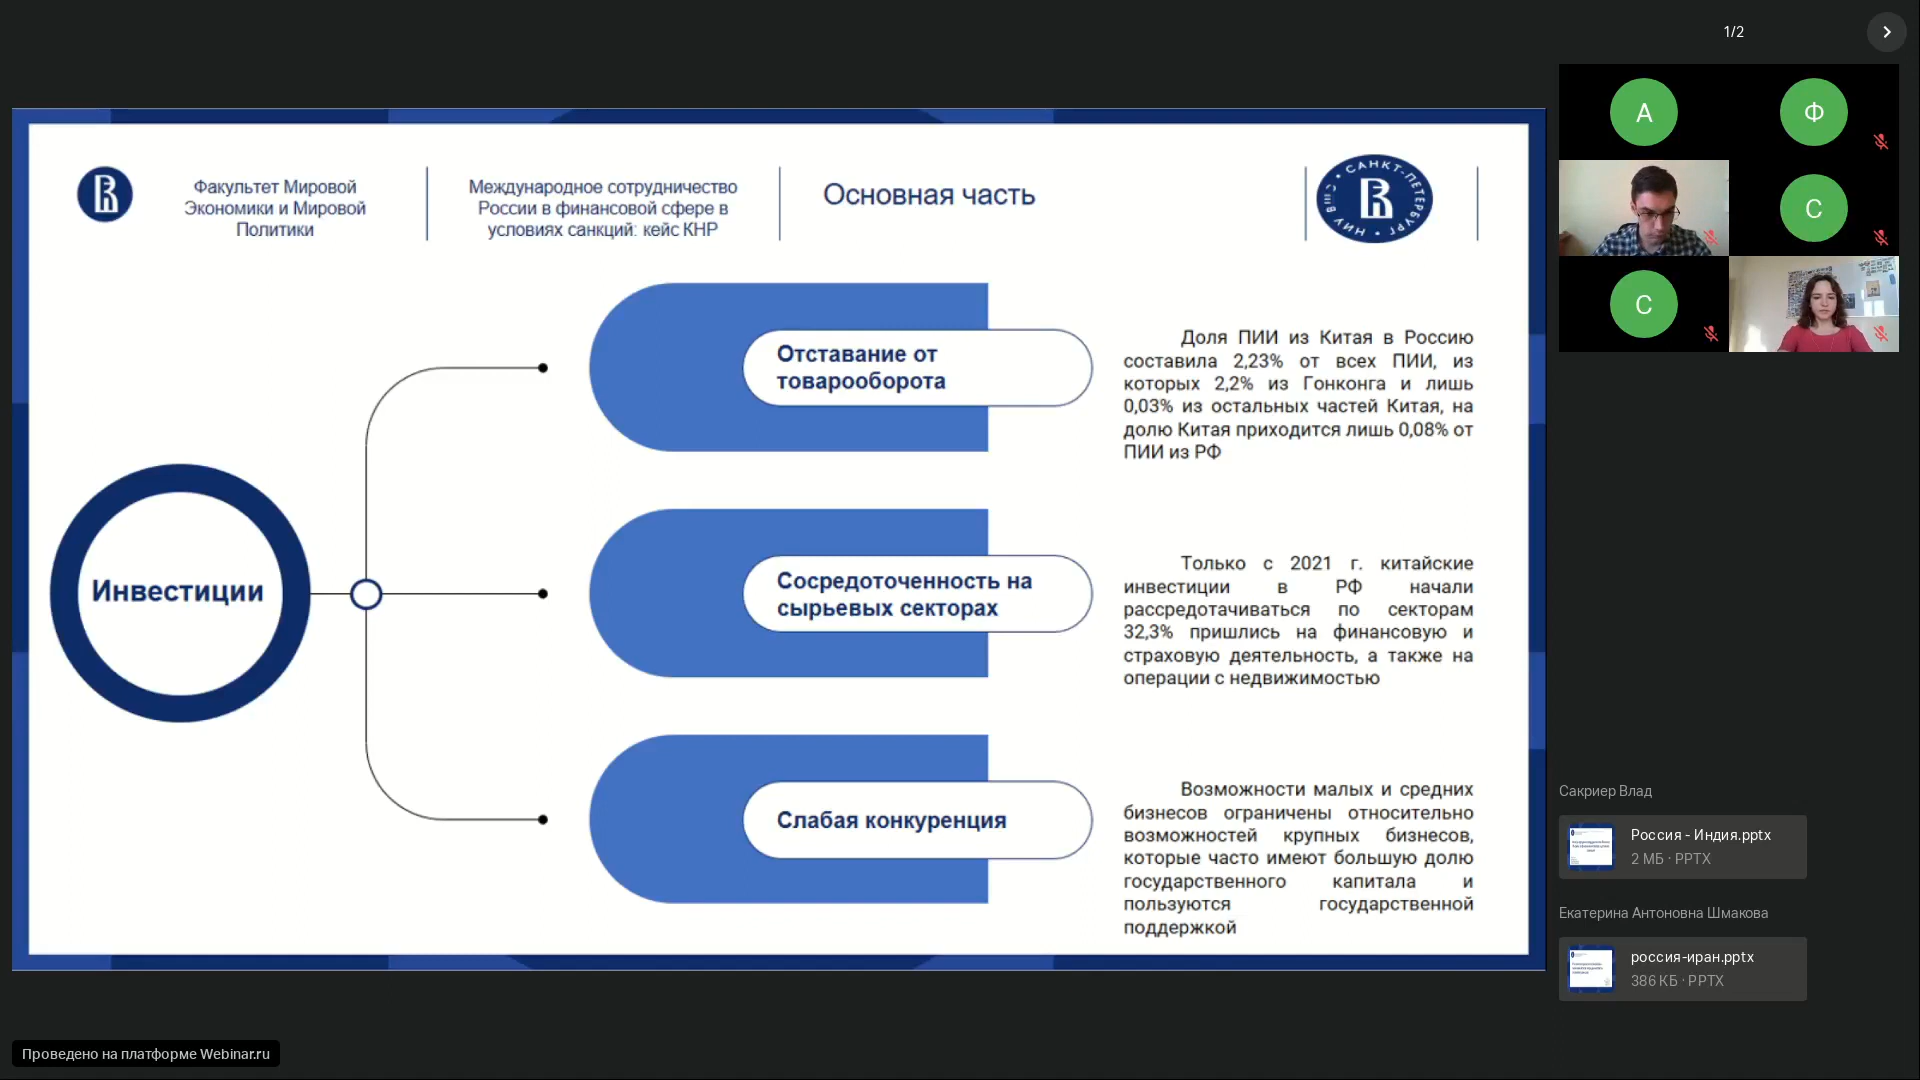 1/2
А
Ф
С
С
Факультет Мировой
Экономики и Мировой
Политики
Международное сотрудничество
России в финансовой сфере в
условиях санкций: кейс КНР
Основная часть
САНКТ-ПЕТЕРБУРГ • НИУ ВШЭ •
Инвестиции
Отставание от
товарооборота
Доля ПИИ из Китая в Россию
составила 2,23% от всех ПИИ, из
которых 2,2% из Гонконга и лишь
0,03% из остальных частей Китая, на
долю Китая приходится лишь 0,08% от
ПИИ из РФ
Сосредоточенность на
сырьевых секторах
Только с 2021 г. китайские
инвестиции в РФ начали
рассредотачиваться по секторам
32,3% пришлись на финансовую и
страховую деятельность, а также на
операции с недвижимостью
Слабая конкуренция
Возможности малых и средних
бизнесов ограничены относительно
возможностей крупных бизнесов,
которые часто имеют большую долю
государственного капитала и
пользуются государственной
поддержкой
Сакриер Влад
Россия - Индия.pptx
2 МБ · PPTX
Екатерина Антоновна Шмакова
россия-иран.pptx
386 КБ · PPTX
Проведено на платформе Webinar.ru